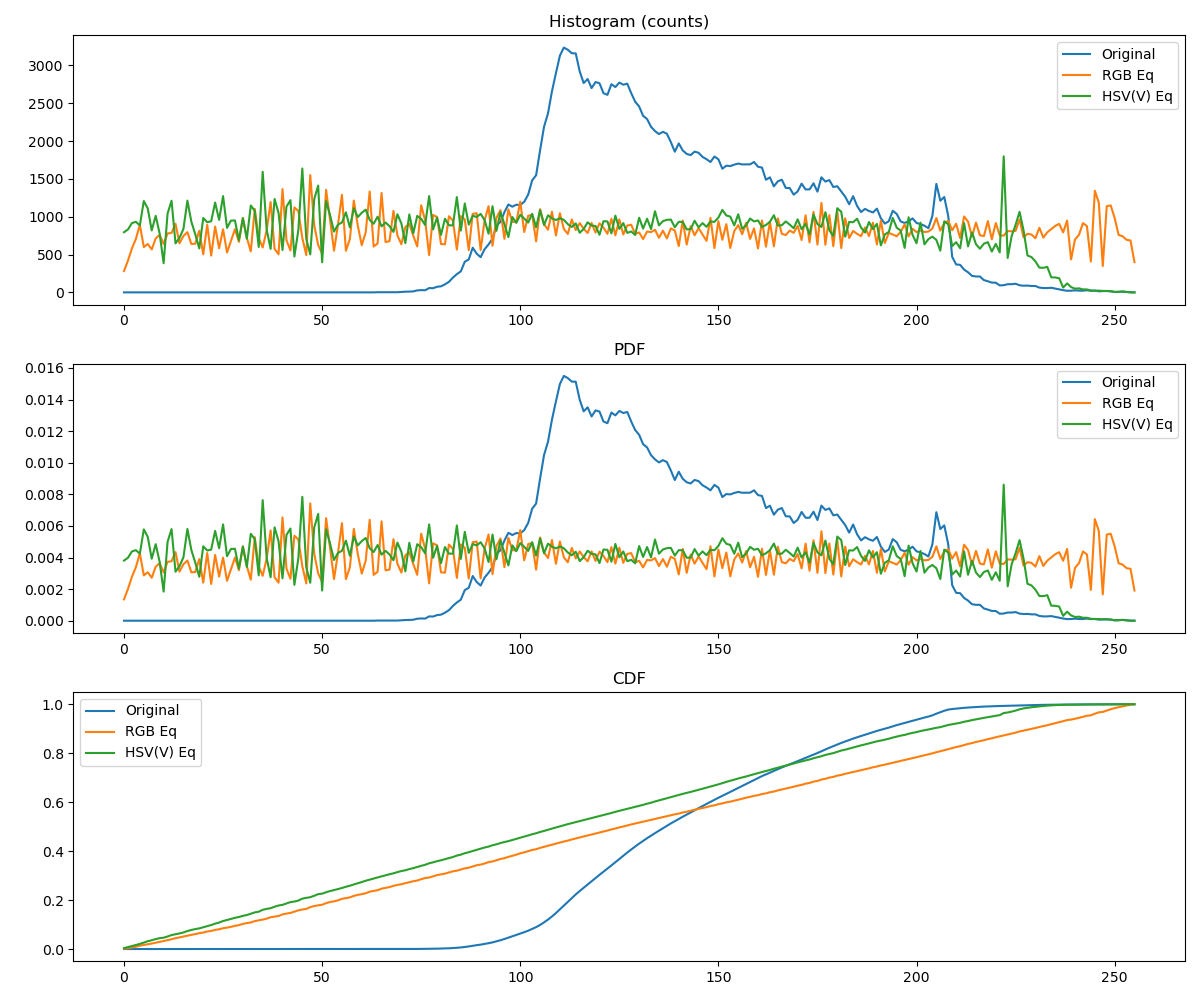 Histogram (counts)
3000
2500
2000
1500
1000
500
0
Original
RGB Eq
HSV(V) Eq
0 50 100 150 200 250
PDF
0.016
0.014
0.012
0.010
0.008
0.006
0.004
0.002
0.000
Original
RGB Eq
HSV(V) Eq
0 50 100 150 200 250
CDF
1.0
0.8
0.6
0.4
0.2
0.0
Original
RGB Eq
HSV(V) Eq
0 50 100 150 200 250